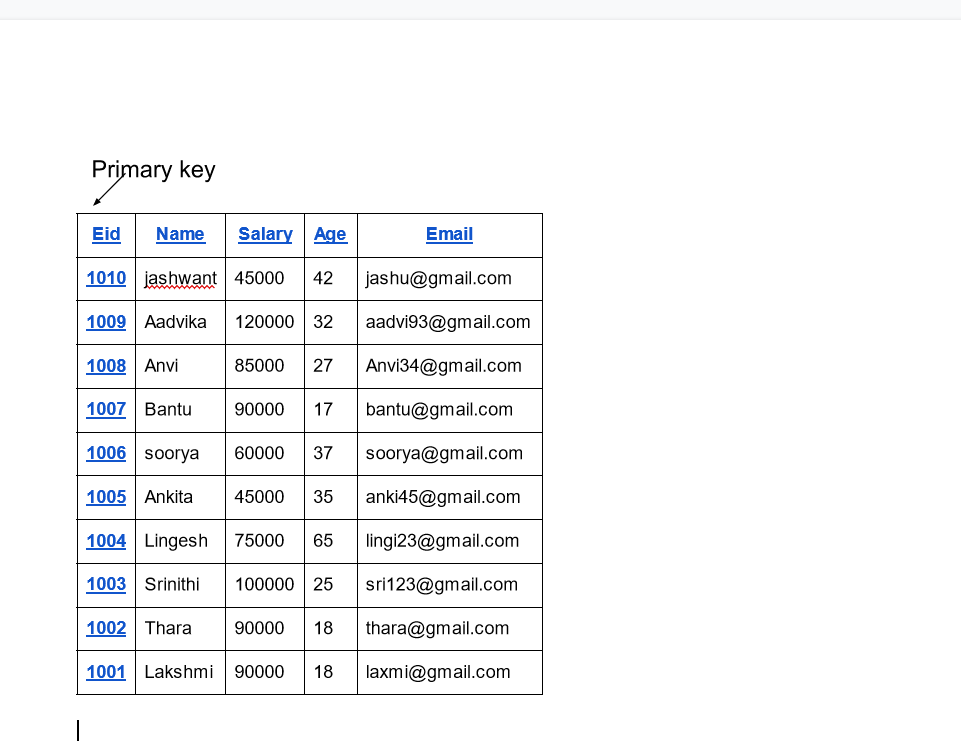 Primary key
Eid Name Salary Age Email
1010 jashwant 45000 42 jashu@gmail.com
1009 Aadvika 120000 32 aadvi93@gmail.com
1008 Anvi 85000 27 Anvi34@gmail.com
1007 Bantu 90000 17 bantu@gmail.com
1006 soorya 60000 37 soorya@gmail.com
1005 Ankita 45000 35 anki45@gmail.com
1004 Lingesh 75000 65 lingi23@gmail.com
1003 Srinithi 100000 25 sri123@gmail.com
1002 Thara 90000 18 thara@gmail.com
1001 Lakshmi 90000 18 laxmi@gmail.com